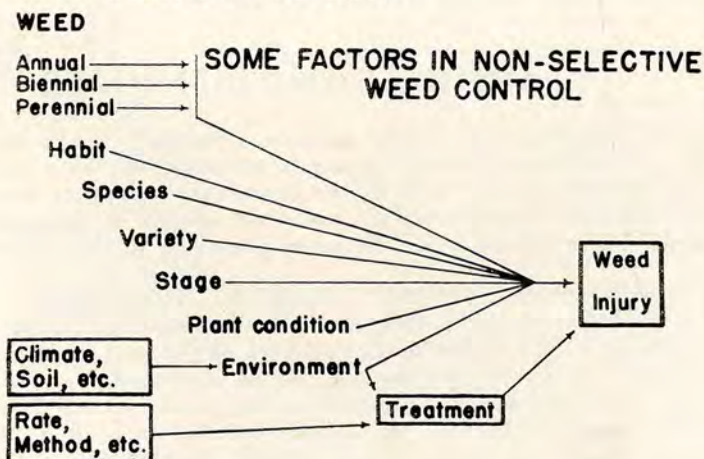 WEED
SOME FACTORS IN NON-SELECTIVE
WEED CONTROL
Annual
Biennial
Perennial
Habit
Species
Variety
Stage
Plant condition
Environment
Climate,
Soil, etc.
Rate,
Method, etc.
Treatment
Weed
Injury